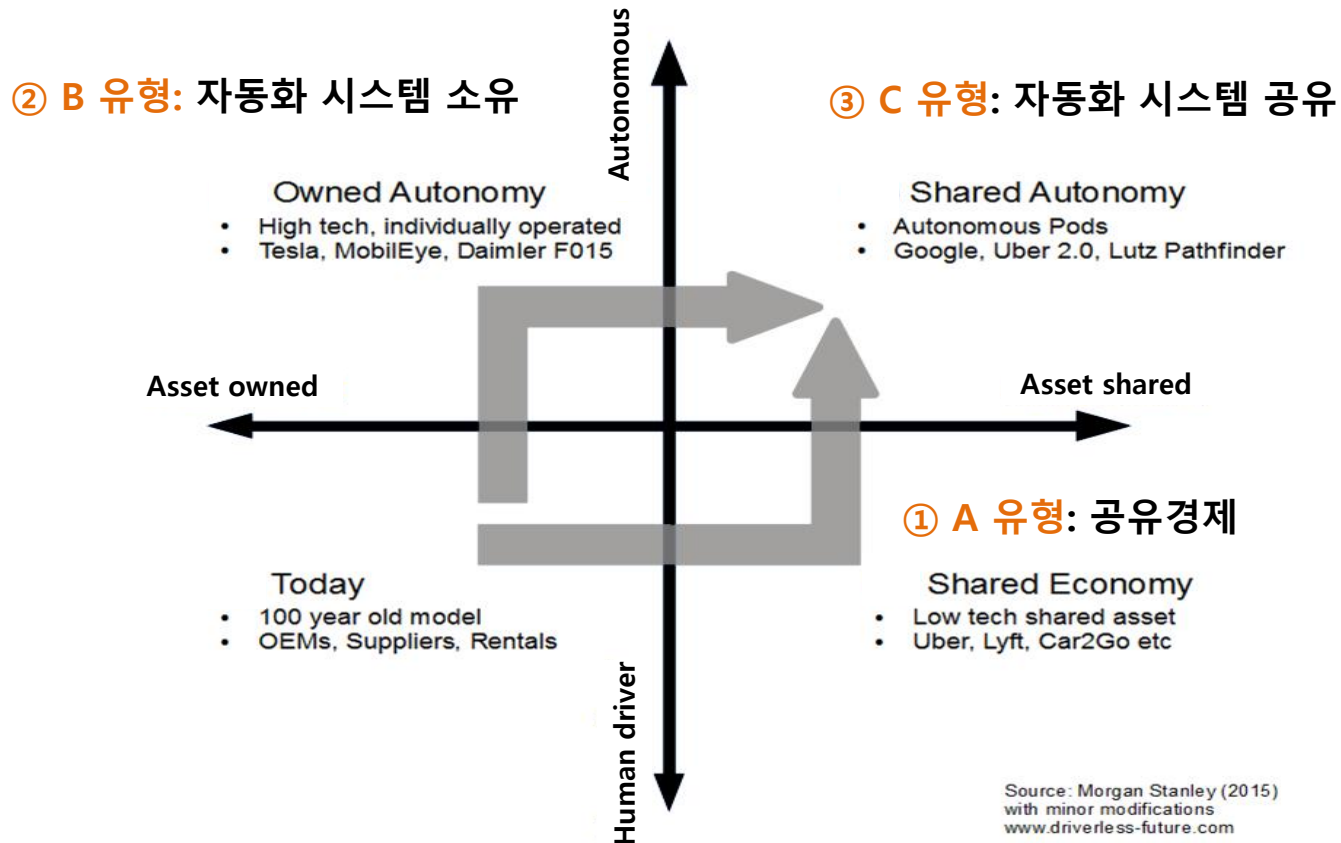 Autonomous
② B 유형: 자동화 시스템 소유
③ C 유형: 자동화 시스템 공유
Owned Autonomy
• High tech, individually operated
• Tesla, MobilEye, Daimler F015
Shared Autonomy
• Autonomous Pods
• Google, Uber 2.0, Lutz Pathfinder
Asset owned
Asset shared
① A 유형: 공유경제
Today
• 100 year old model
• OEMs, Suppliers, Rentals
Shared Economy
• Low tech shared asset
• Uber, Lyft, Car2Go etc
Human driver
Source: Morgan Stanley (2015)
with minor modifications
www.driverless-future.com